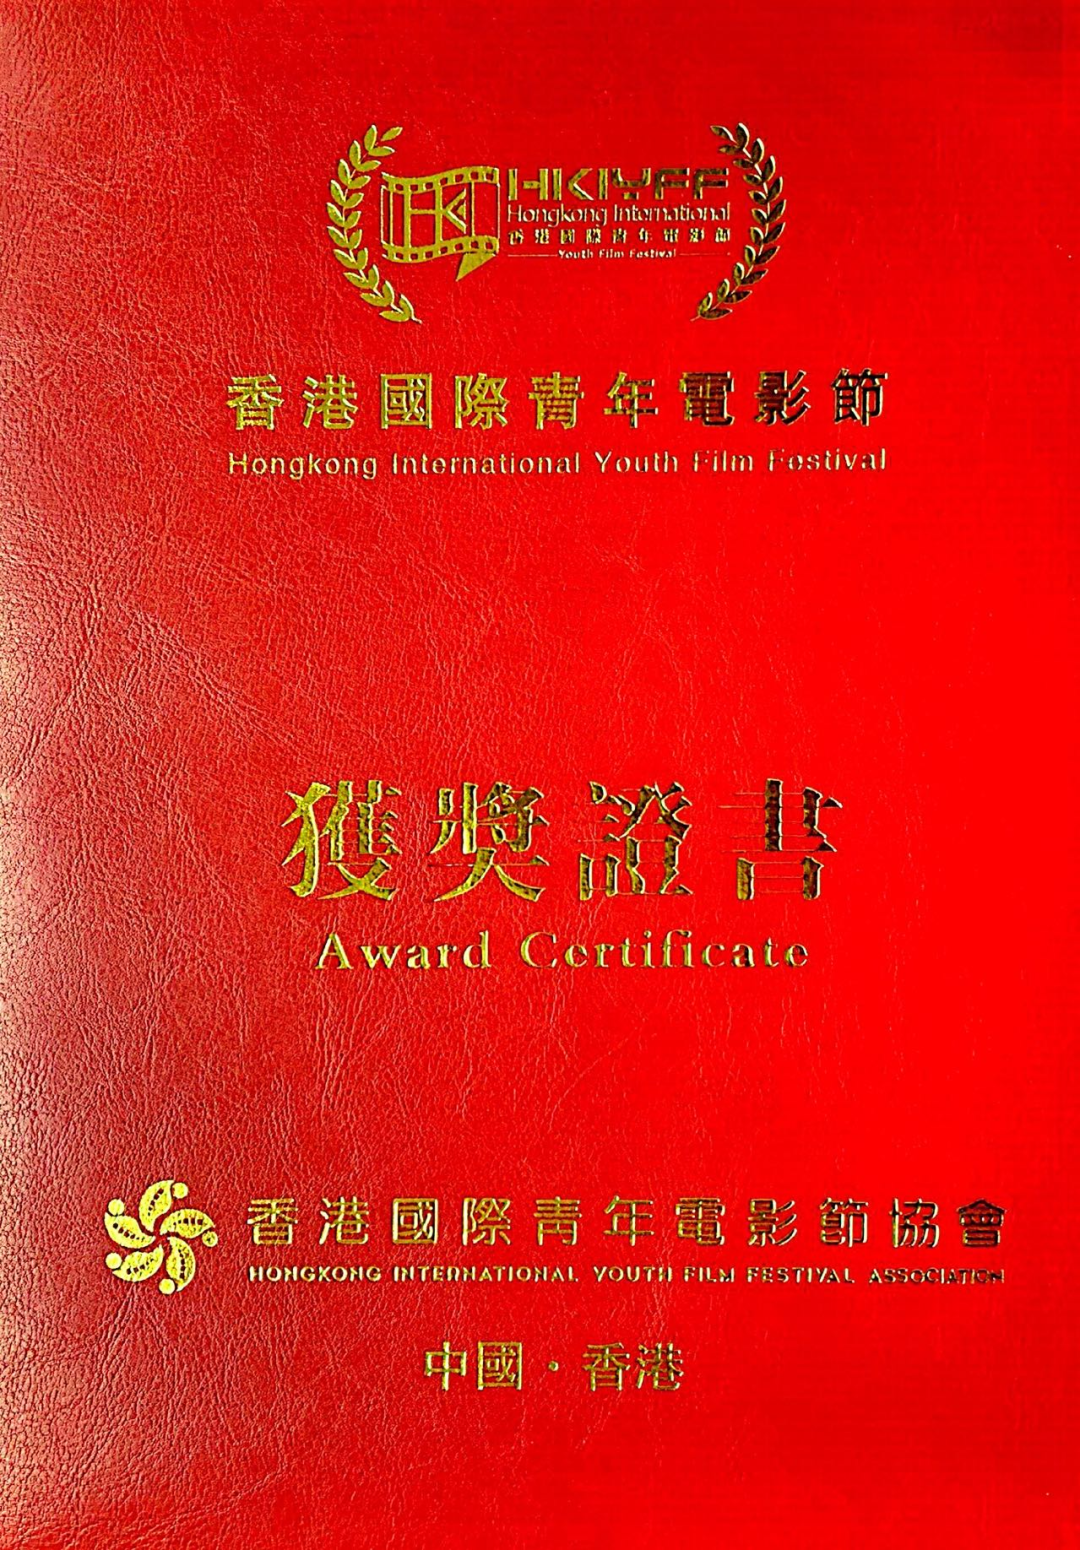 HK HKIYFF
Hongkong International
香港國際青年電影節
Youth Film Festival
香港國際青年電影節
Hongkong International Youth Film Festival
獲獎證書
Award Certificate
香港國際青年電影節協會
HONGKONG INTERNATIONAL YOUTH FILM FESTIVAL ASSOCIATION
中國·香港